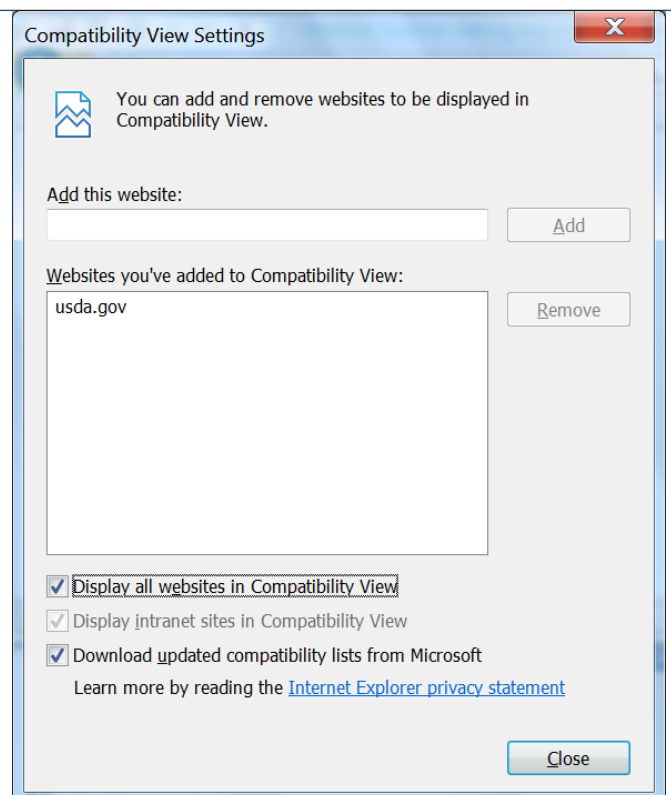 Compatibility View Settings
You can add and remove websites to be displayed in
Compatibility View.
Add this website:
Add
Websites you've added to Compatibility View:
usda.gov
Remove
Display all websites in Compatibility View
Display intranet sites in Compatibility View
Download updated compatibility lists from Microsoft
Learn more by reading the Internet Explorer privacy statement
Close